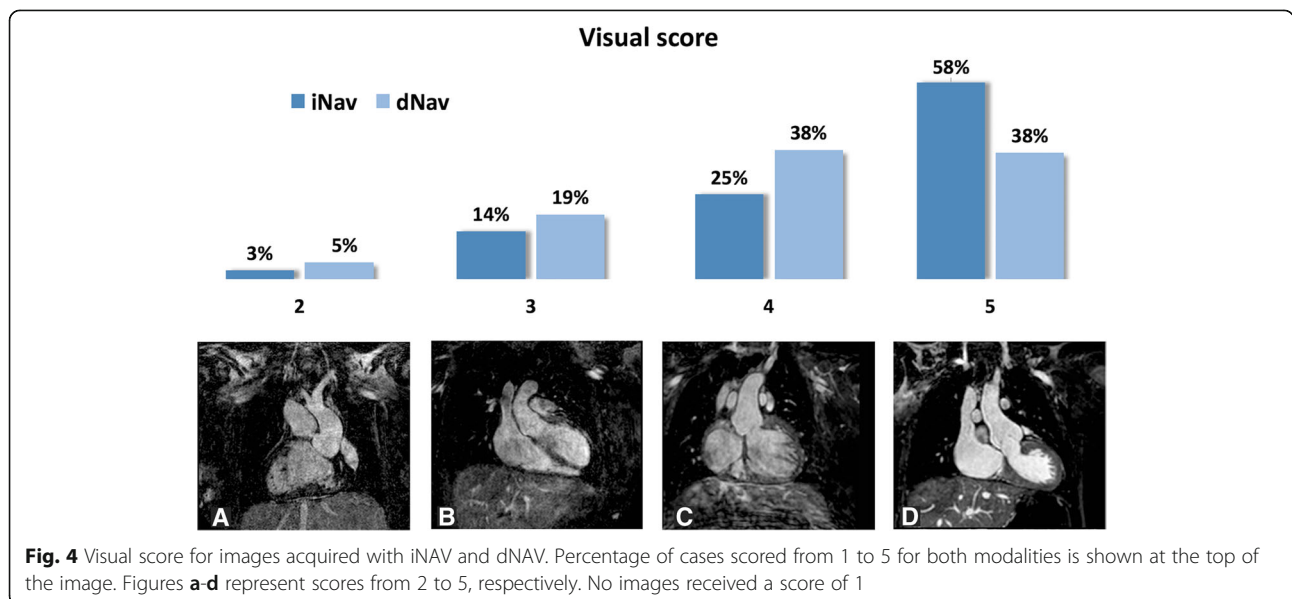 Visual score
iNav dNav
58%
38%
38%
25%
19%
14%
5%
3%
2 3 4 5
A B C D
Fig. 4 Visual score for images acquired with iNAV and dNAV. Percentage of cases scored from 1 to 5 for both modalities is shown at the top of
the image. Figures a-d represent scores from 2 to 5, respectively. No images received a score of 1